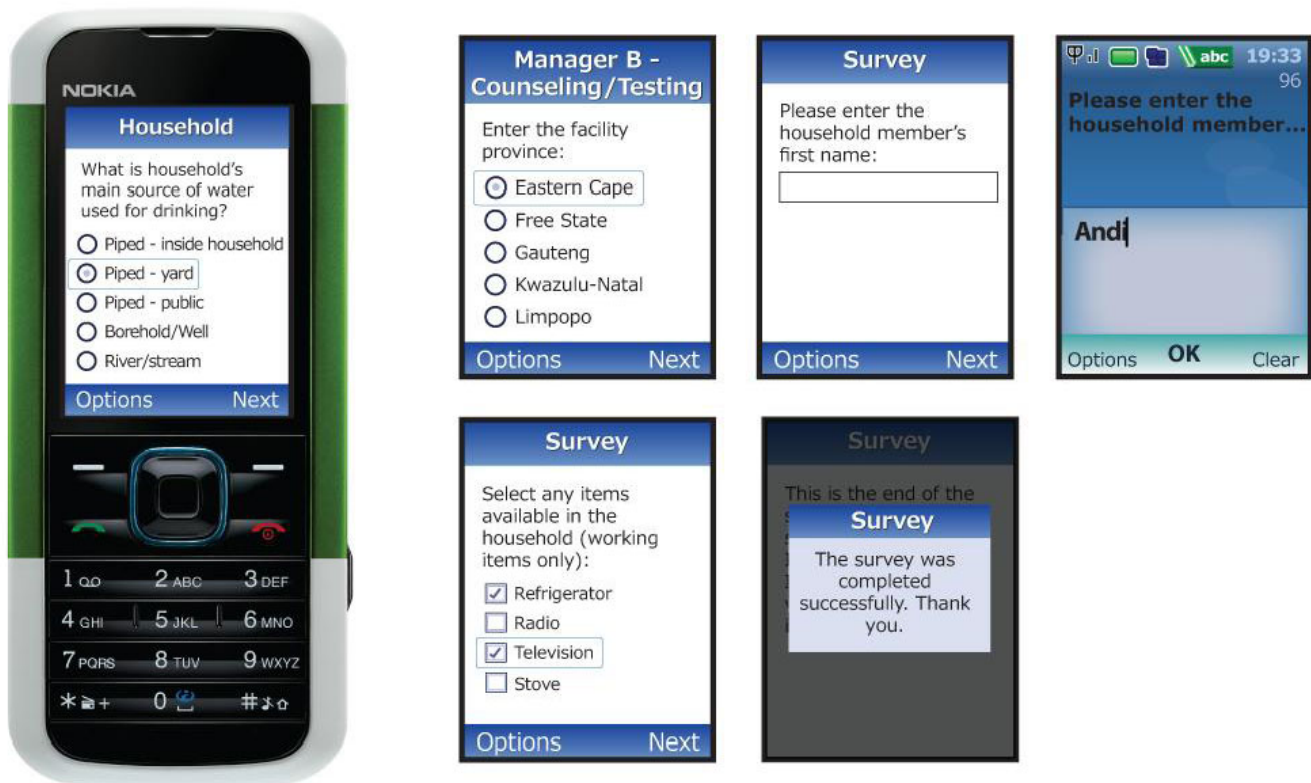 NOKIA
Household
What is household's
main source of water
used for drinking?
Piped - inside household
Piped - yard
Piped - public
Borehold/Well
River/stream
Options Next
1
2 ABC
3 DEF
4 GHI
5 JKL
6 MNO
7 PQRS
8 TUV
9 WXYZ
* +
0
#
Manager B -
Counseling/Testing
Enter the facility
province:
Eastern Cape
Free State
Gauteng
Kwazulu-Natal
Limpopo
Options Next
Survey
Please enter the
household member's
first name:
Options Next
abc 19:33
96
Please enter the
household member...
Andi
Options OK Clear
Survey
Select any items
available in the
household (working
items only):
Refrigerator
Radio
Television
Stove
Options Next
Survey
This is the end of the
Survey
The survey was
completed
successfully. Thank
you.